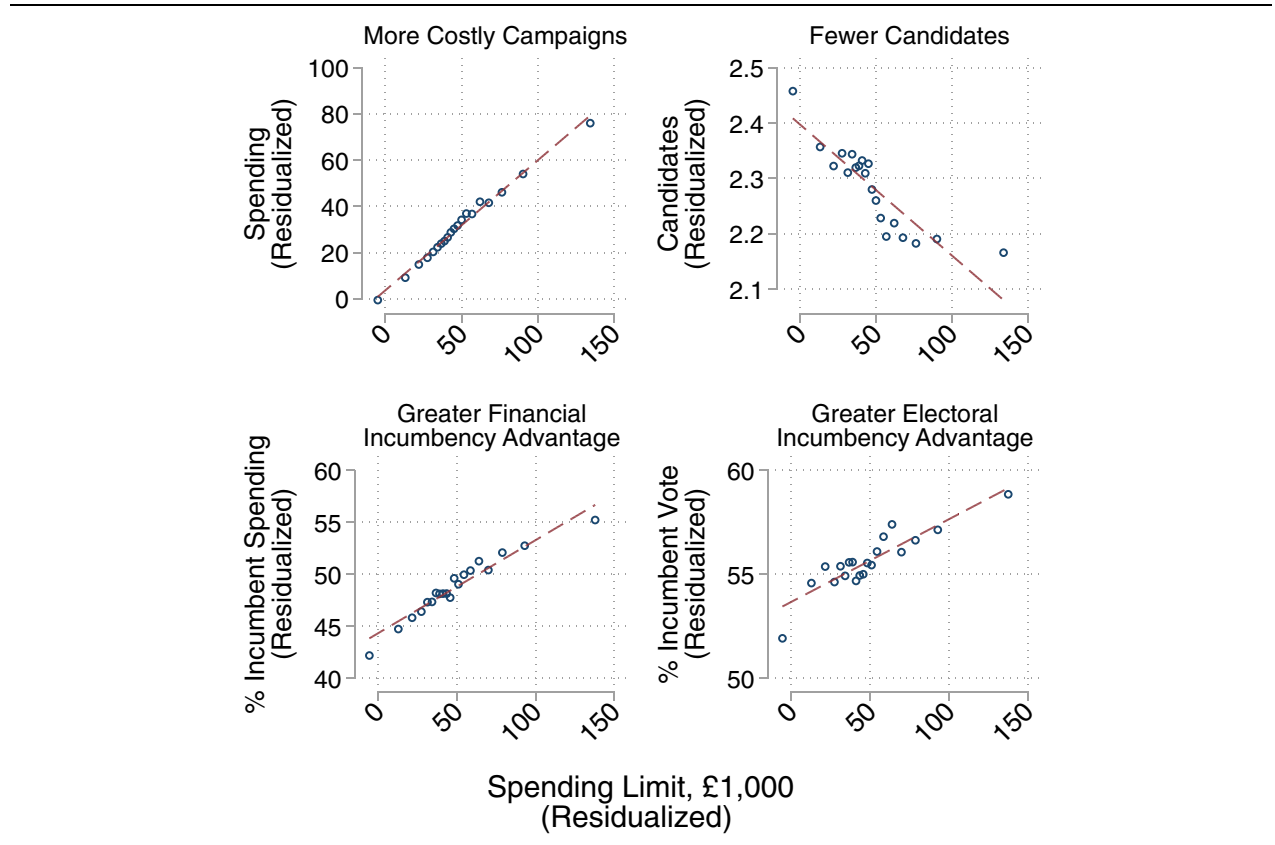 More Costly Campaigns
Spending
(Residualized)
100
80
60
40
20
0
0
50
100
150
Fewer Candidates
Candidates
(Residualized)
2.5
2.4
2.3
2.2
2.1
0
50
100
150
Greater Financial
Incumbency Advantage
% Incumbent Spending
(Residualized)
60
55
50
45
40
0
50
100
150
Greater Electoral
Incumbency Advantage
% Incumbent Vote
(Residualized)
60
55
50
0
50
100
150
Spending Limit, £1,000
(Residualized)